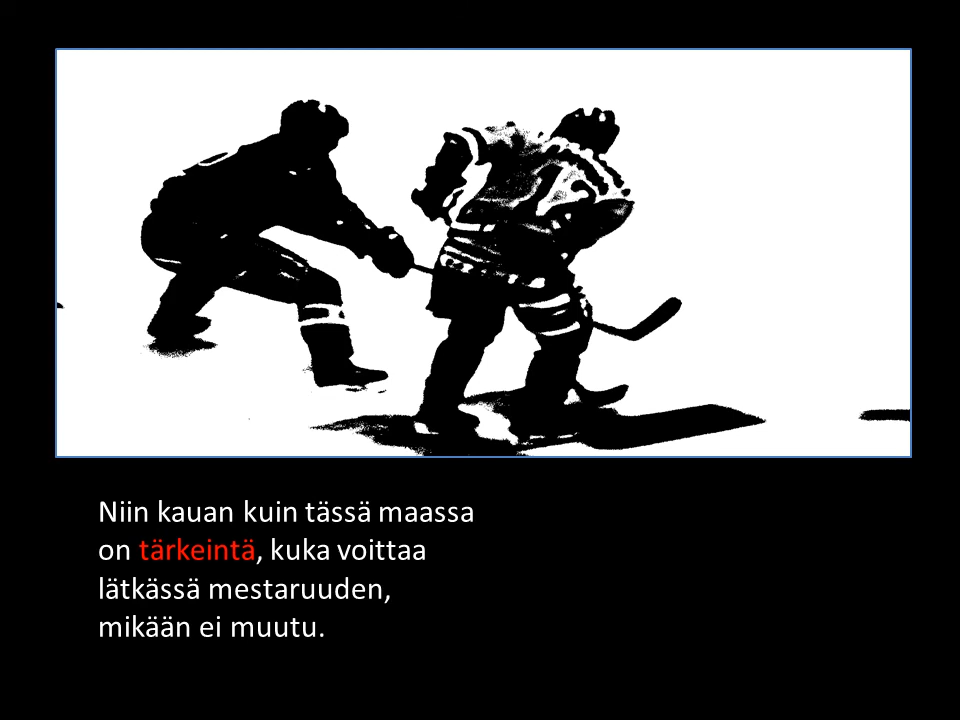 Niin kauan kuin tässä maassa
on tärkeintä, kuka voittaa
lätkässä mestaruuden,
mikään ei muutu.